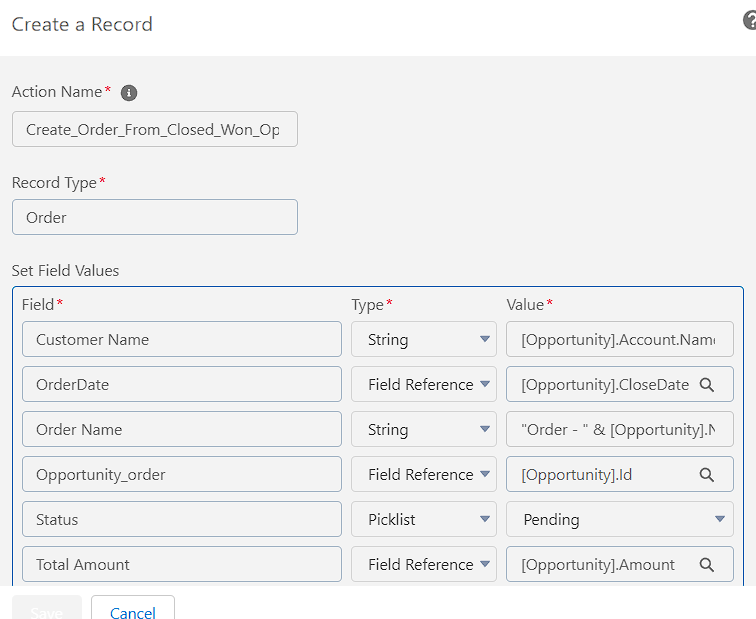 Create a Record
?
Action Name* i
Create_Order_From_Closed_Won_Op
Record Type*
Order
Set Field Values
Field* Type* Value*
Customer Name String [Opportunity].Account.Name
OrderDate Field Reference [Opportunity].CloseDate
Order Name String "Order - " & [Opportunity].N
Opportunity_order Field Reference [Opportunity].Id
Status Picklist Pending
Total Amount Field Reference [Opportunity].Amount
Save Cancel